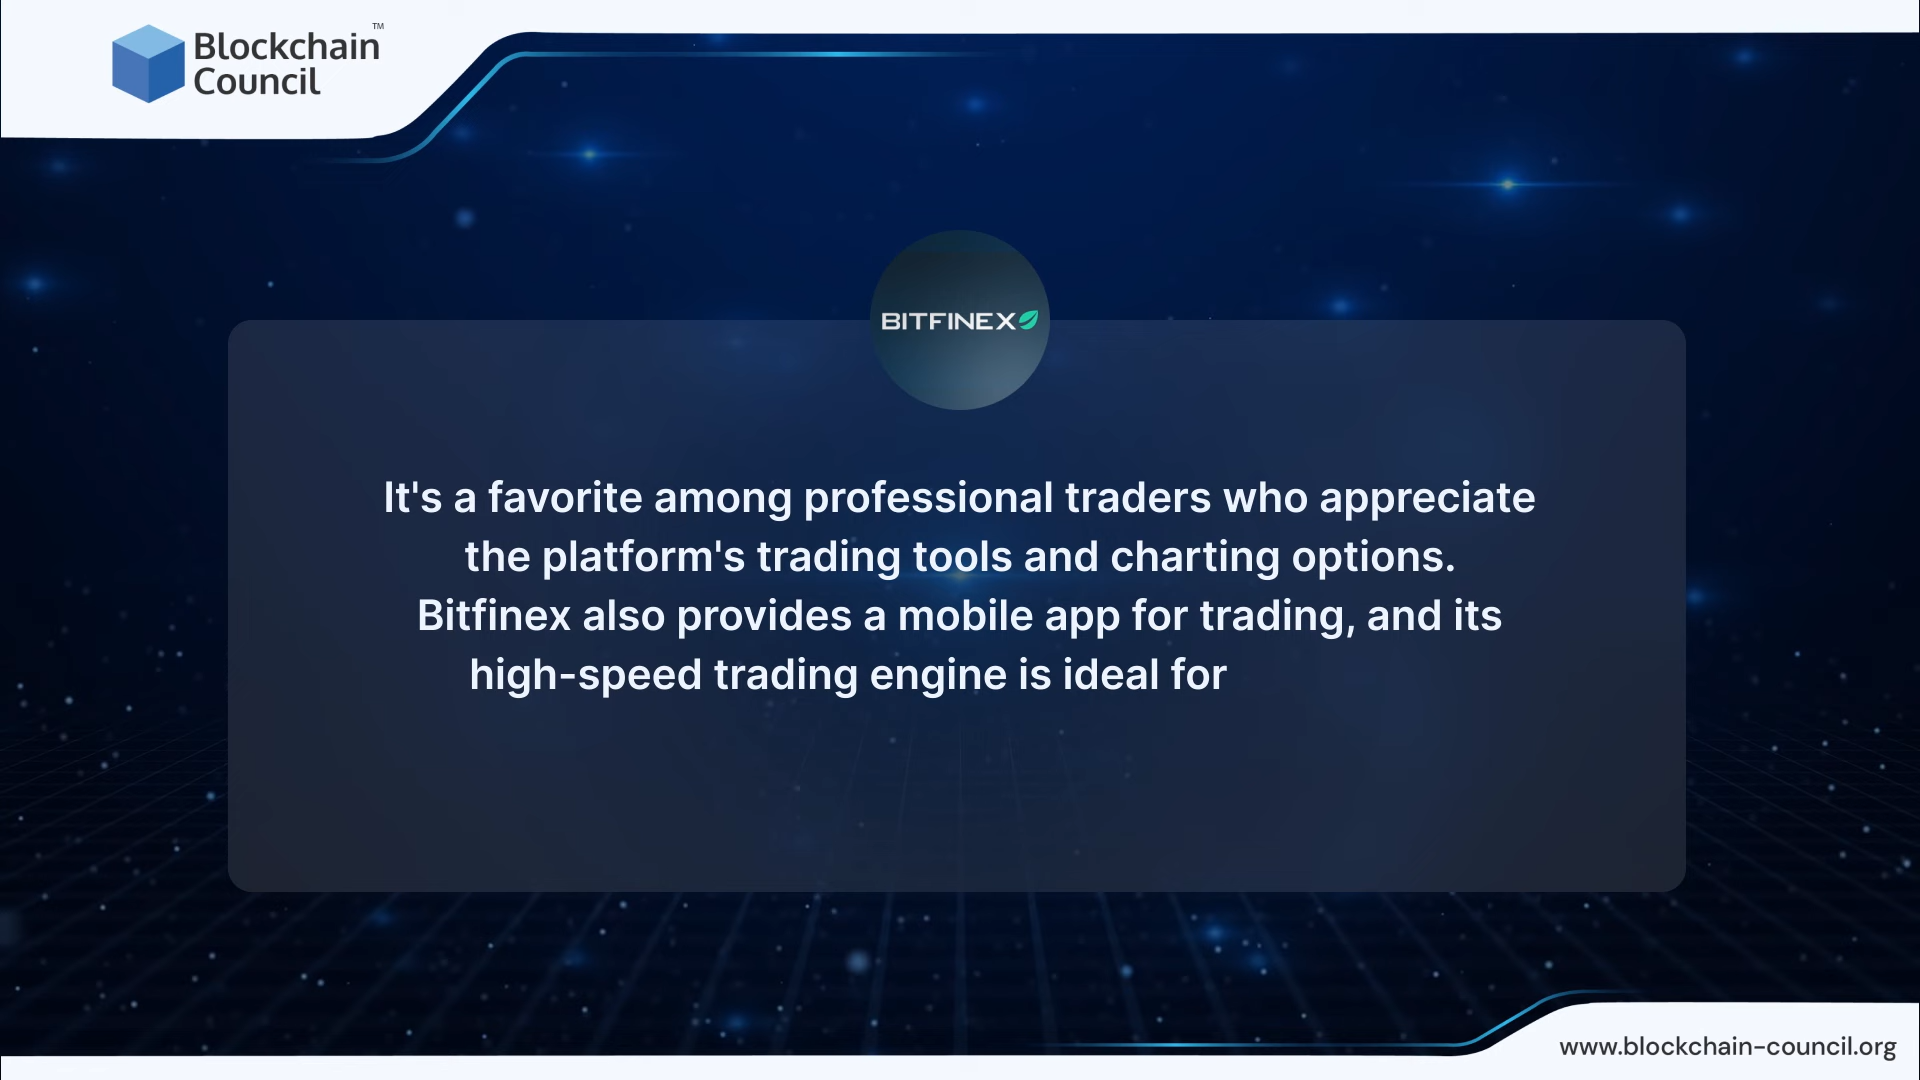 Blockchain
Council
TM
BITFINEX
It's a favorite among professional traders who appreciate
the platform's trading tools and charting options.
Bitfinex also provides a mobile app for trading, and its
high-speed trading engine is ideal for
www.blockchain-council.org